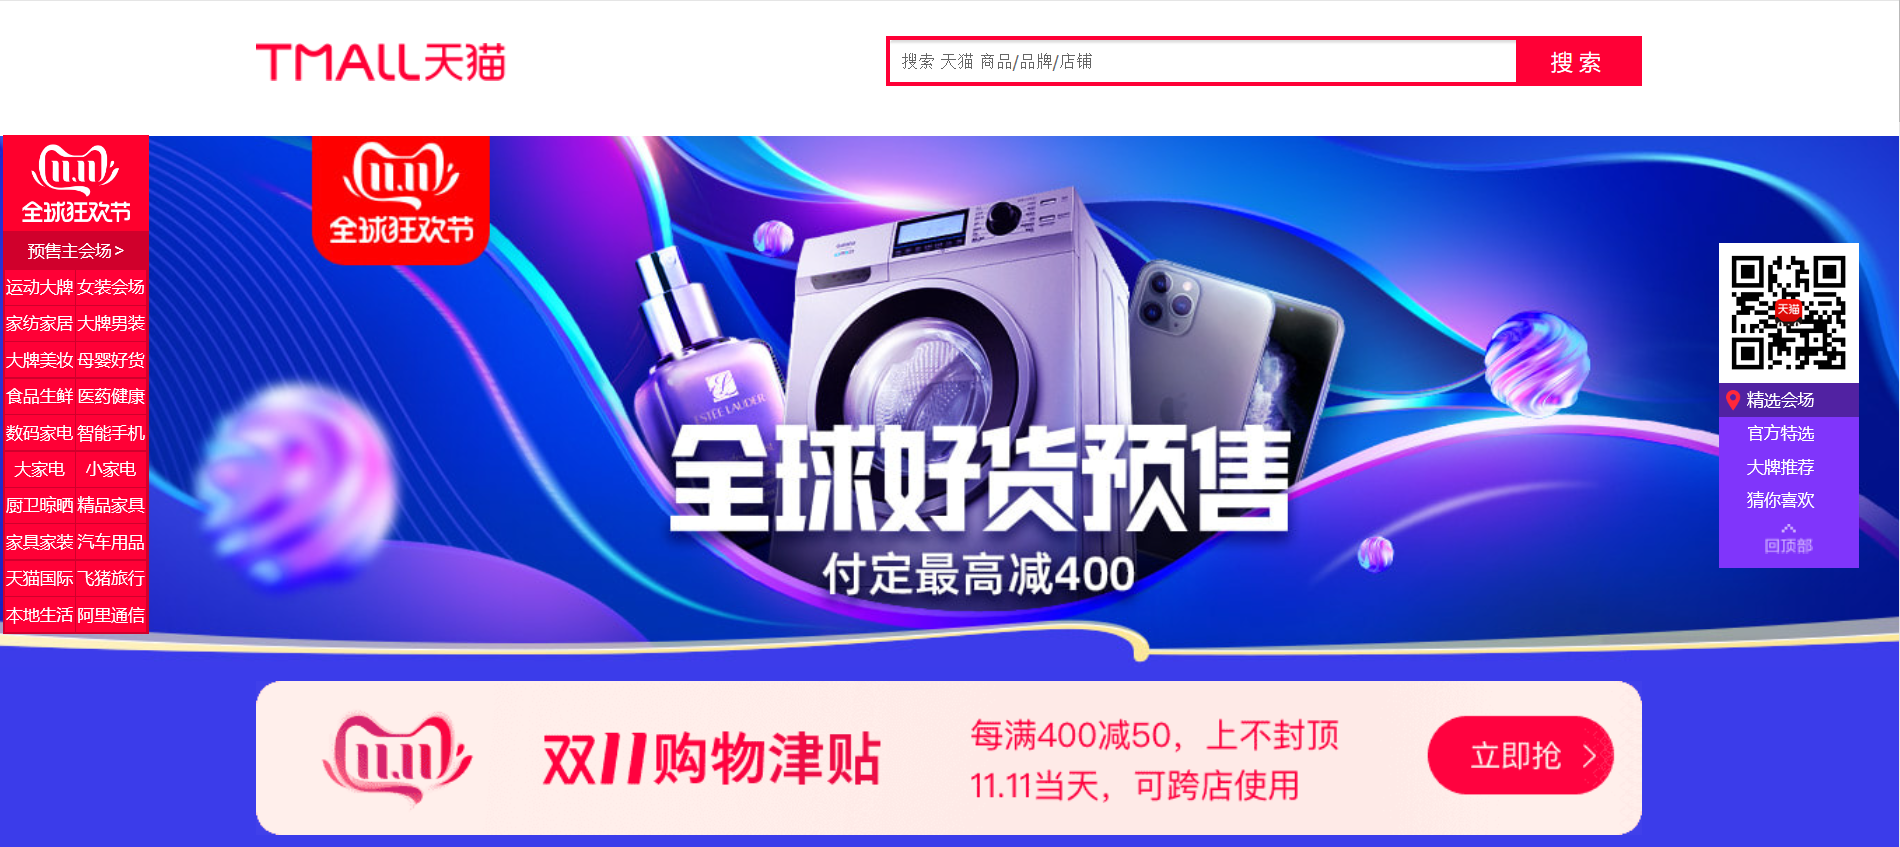 TMALL天猫
搜索 天猫 商品/品牌/店铺
搜 索
11.11
全球狂欢节
预售主会场 >
运动大牌 女装会场
家纺家居 大牌男装
大牌美妆 母婴好货
食品生鲜 医药健康
数码家电 智能手机
大家电 小家电
厨卫晾晒 精品家具
家具家装 汽车用品
天猫国际 飞猪旅行
本地生活 阿里通信
11.11
全球狂欢节
ESTĒE LAUDER
全球好货预售
付定最高减400
天猫
精选会场
官方特选
大牌推荐
猜你喜欢
回顶部
11.11
双11购物津贴
每满400减50，上不封顶
11.11当天，可跨店使用
立即抢 >